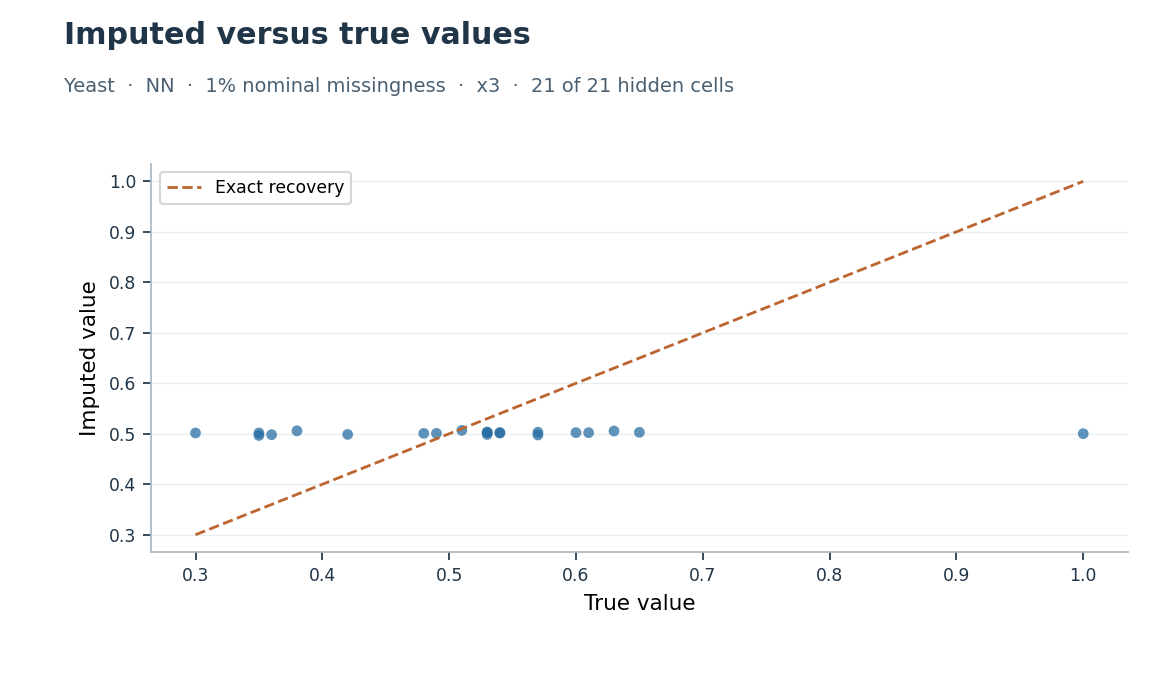 Imputed versus true values
Yeast · NN · 1% nominal missingness · x3 · 21 of 21 hidden cells
Exact recovery
Imputed value
1.0
0.9
0.8
0.7
0.6
0.5
0.4
0.3
0.3 0.4 0.5 0.6 0.7 0.8 0.9 1.0
True value